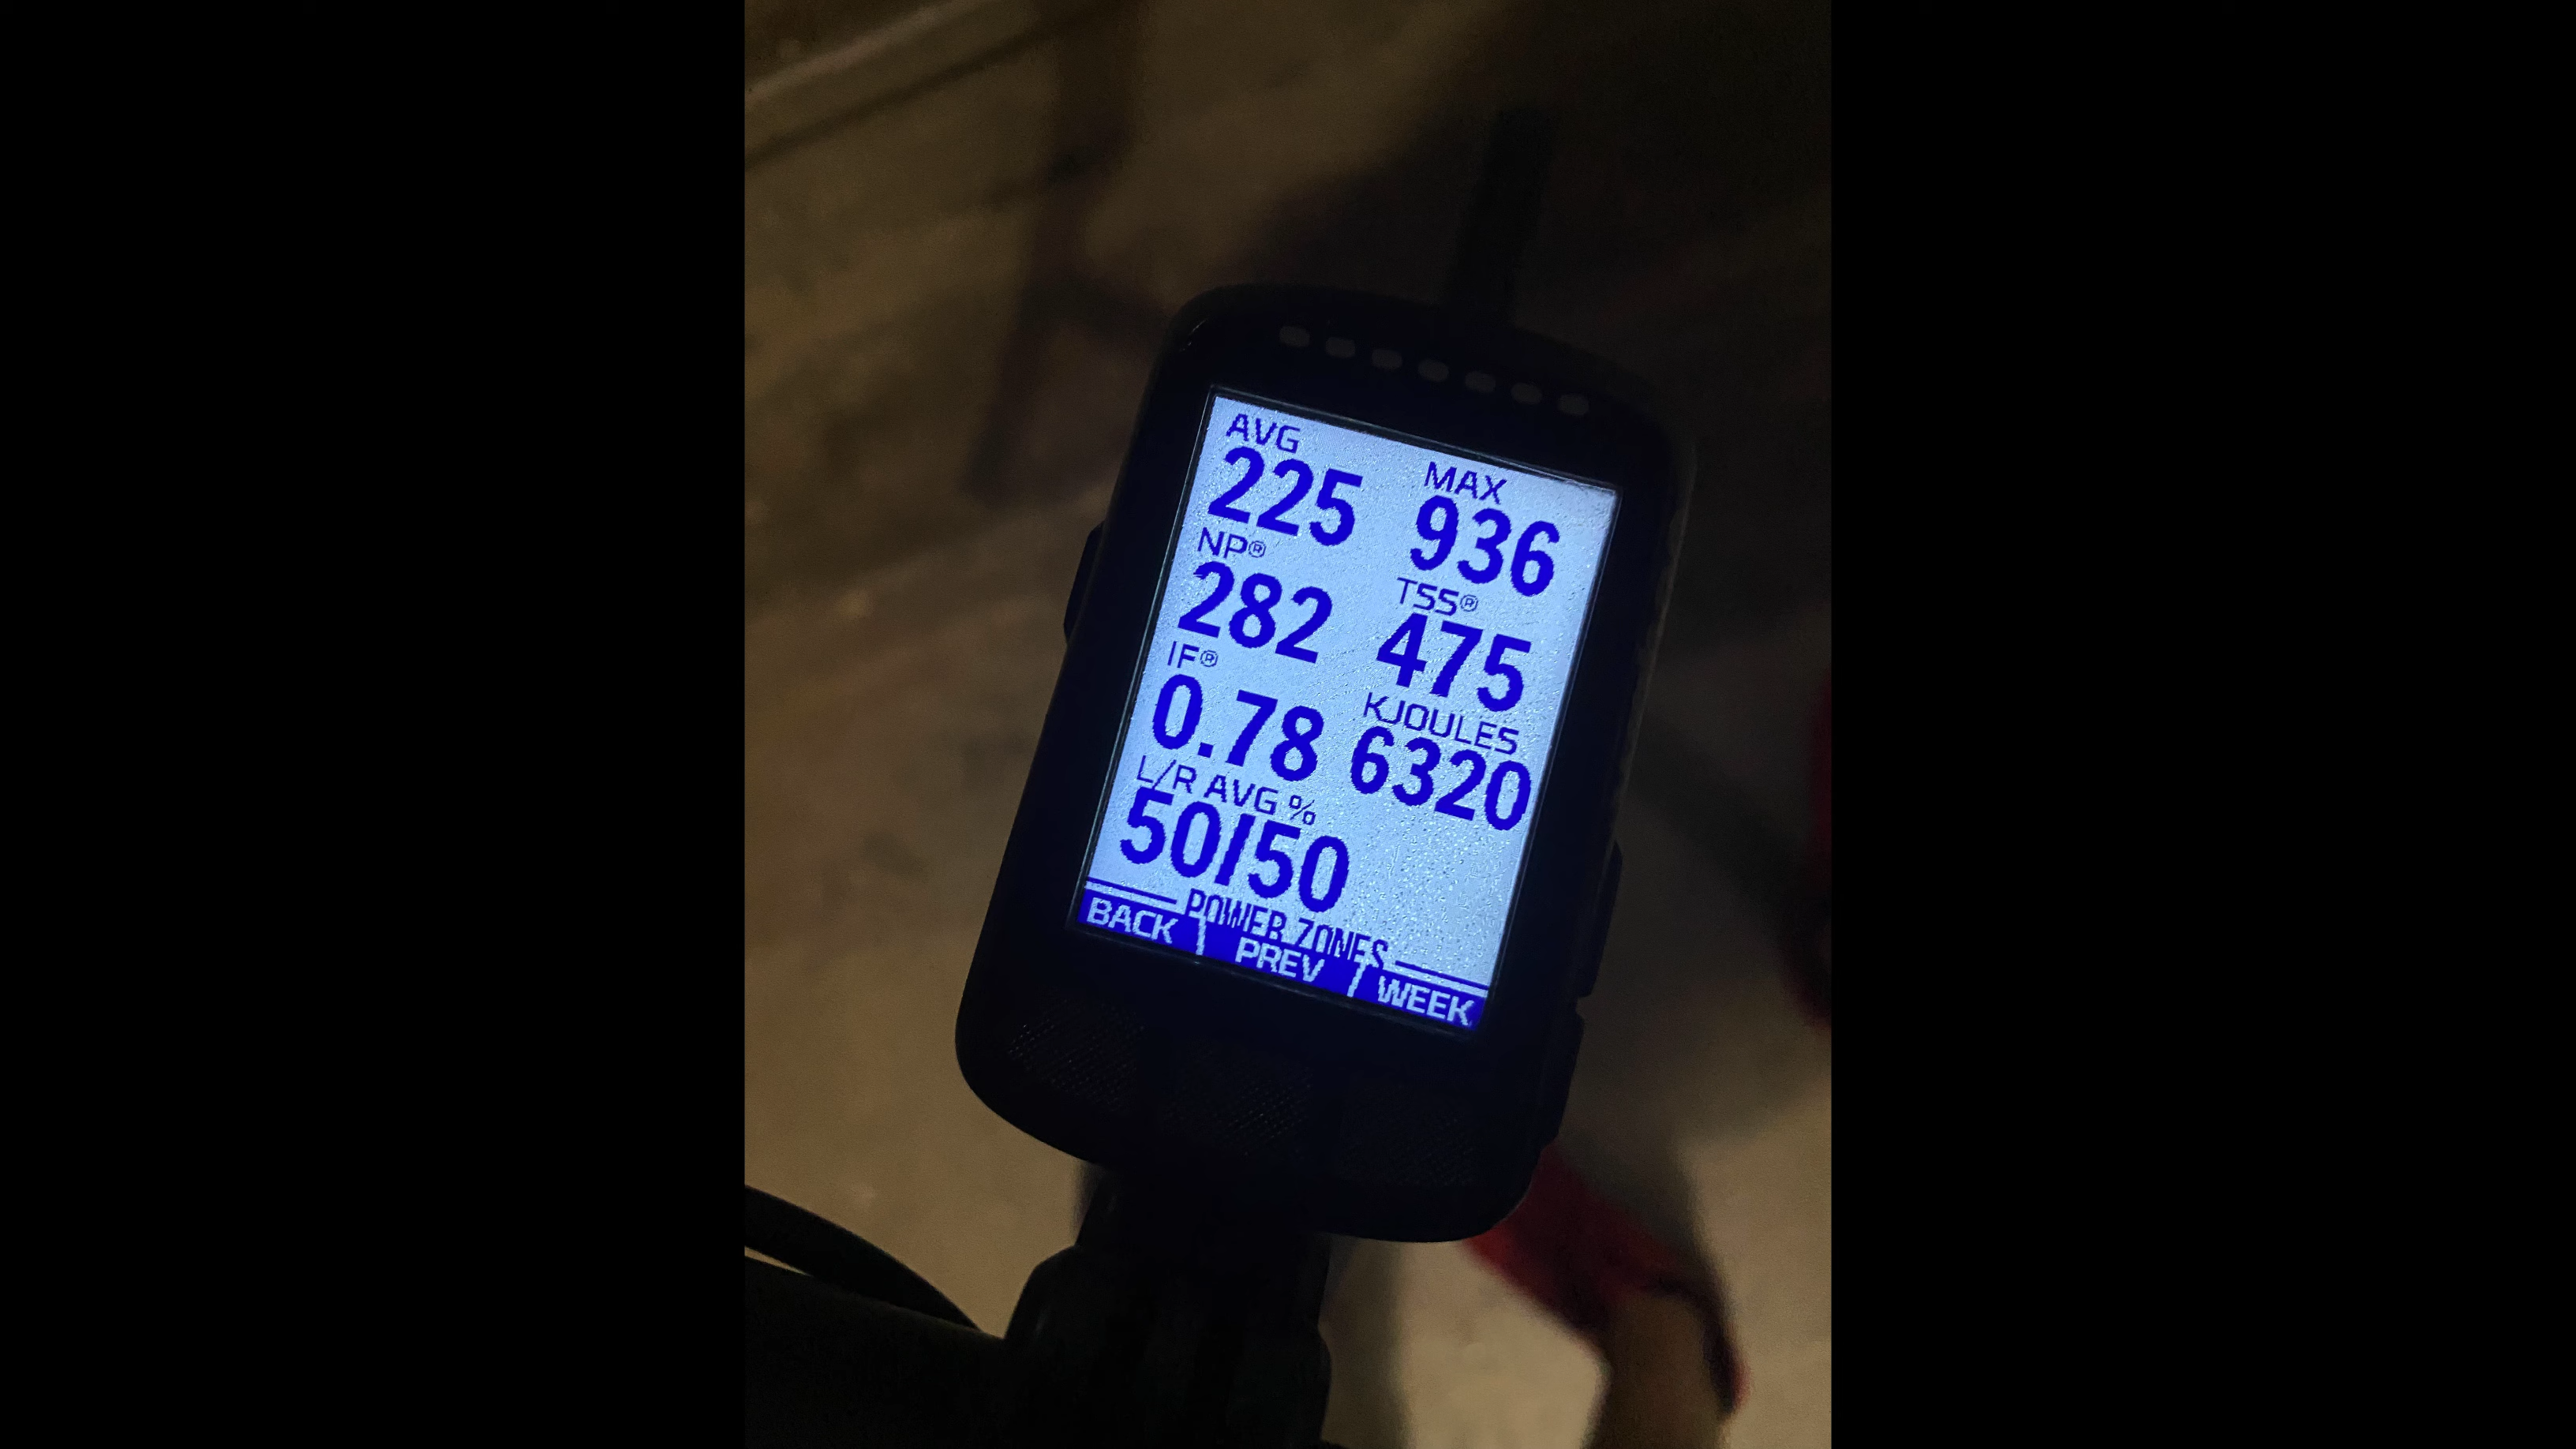 AVG MAX
225 936
NP® TSS®
282 475
IF® KJOULES
0.78 6320
L/R AVG %
50/50
POWER ZONES
BACK PREV WEEK